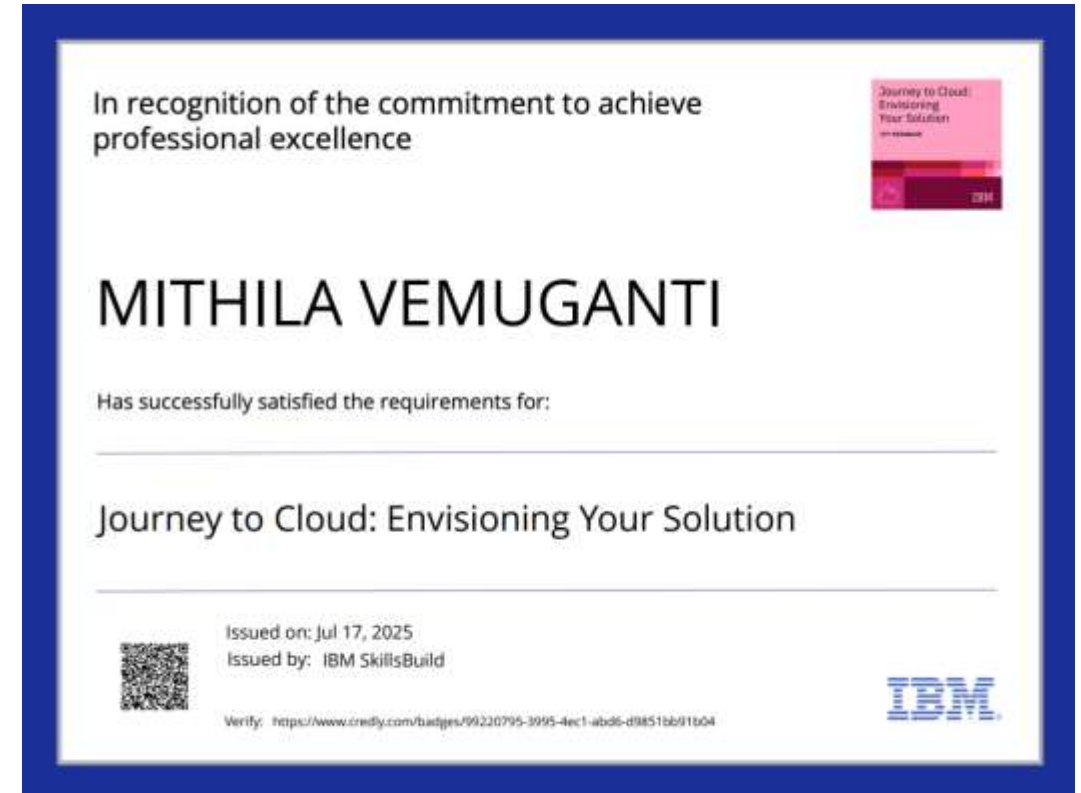 In recognition of the commitment to achieve
professional excellence
Journey to Cloud:
Envisioning
Your Solution
IBM
MITHILA VEMUGANTI
Has successfully satisfied the requirements for:
Journey to Cloud: Envisioning Your Solution
Issued on: Jul 17, 2025
Issued by: IBM SkillsBuild
Verify: https://www.credly.com/badges/99220795-3995-4ec1-abd6-d9851bb91b04
IBM